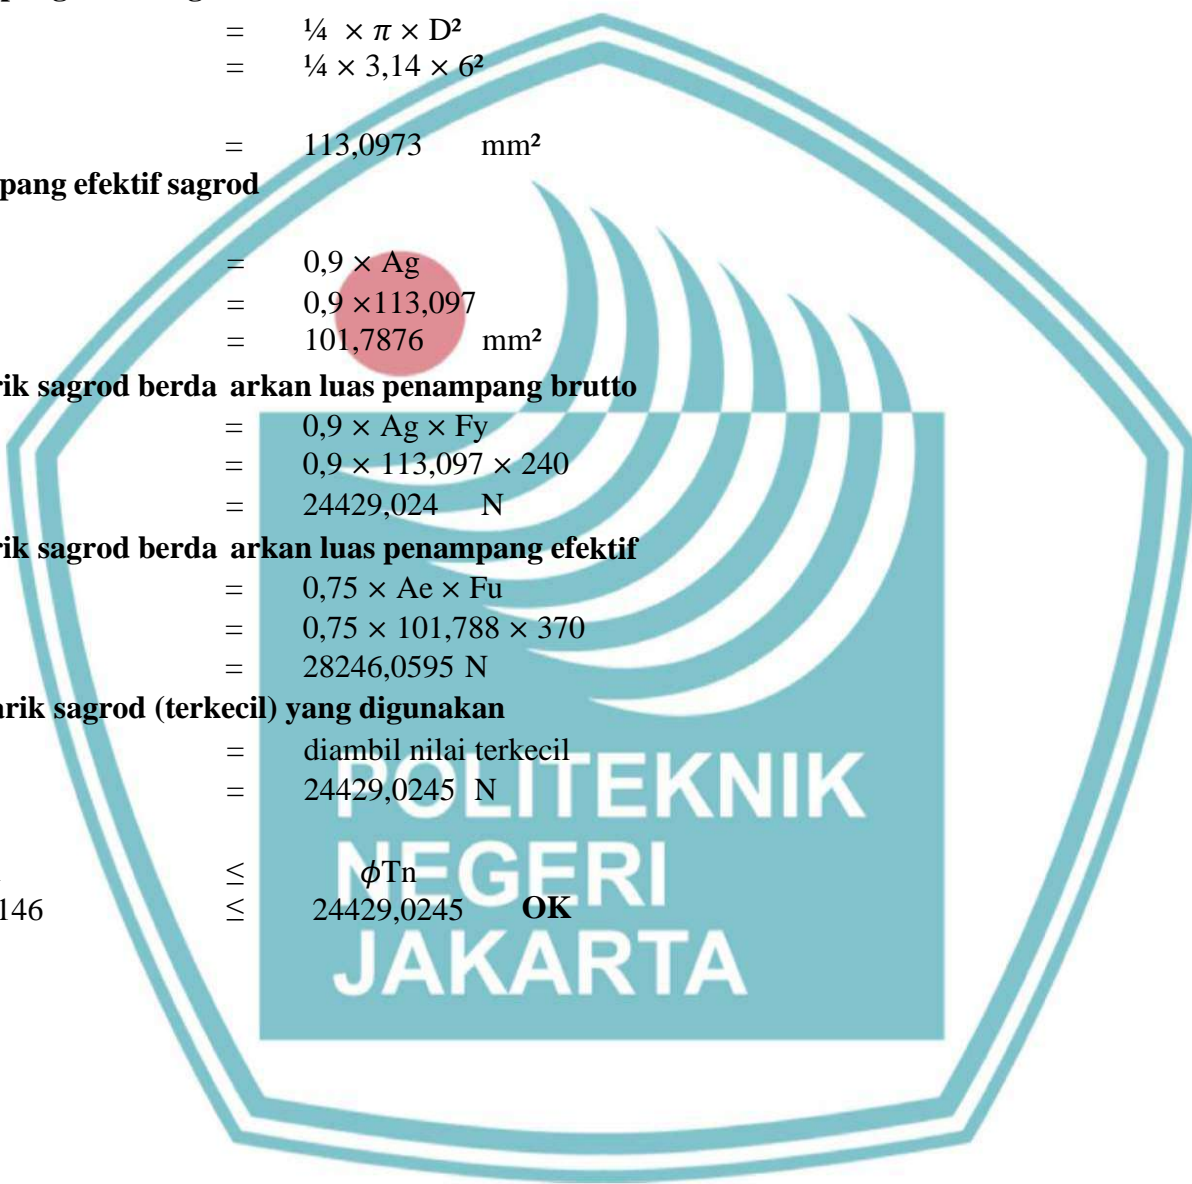 = ¼ × π × D²
= ¼ × 3,14 × 6²
= 113,0973 mm²
pang efektif sagrod
= 0,9 × Ag
= 0,9 ×113,097
= 101,7876 mm²
rik sagrod berda arkan luas penampang brutto
= 0,9 × Ag × Fy
= 0,9 × 113,097 × 240
= 24429,024 N
rik sagrod berda arkan luas penampang efektif
= 0,75 × Ae × Fu
= 0,75 × 101,788 × 370
= 28246,0595 N
arik sagrod (terkecil) yang digunakan
= diambil nilai terkecil
= 24429,0245 N
≤ ϕTn
146 ≤ 24429,0245 OK
POLITEKNIK
NEGERI
JAKARTA